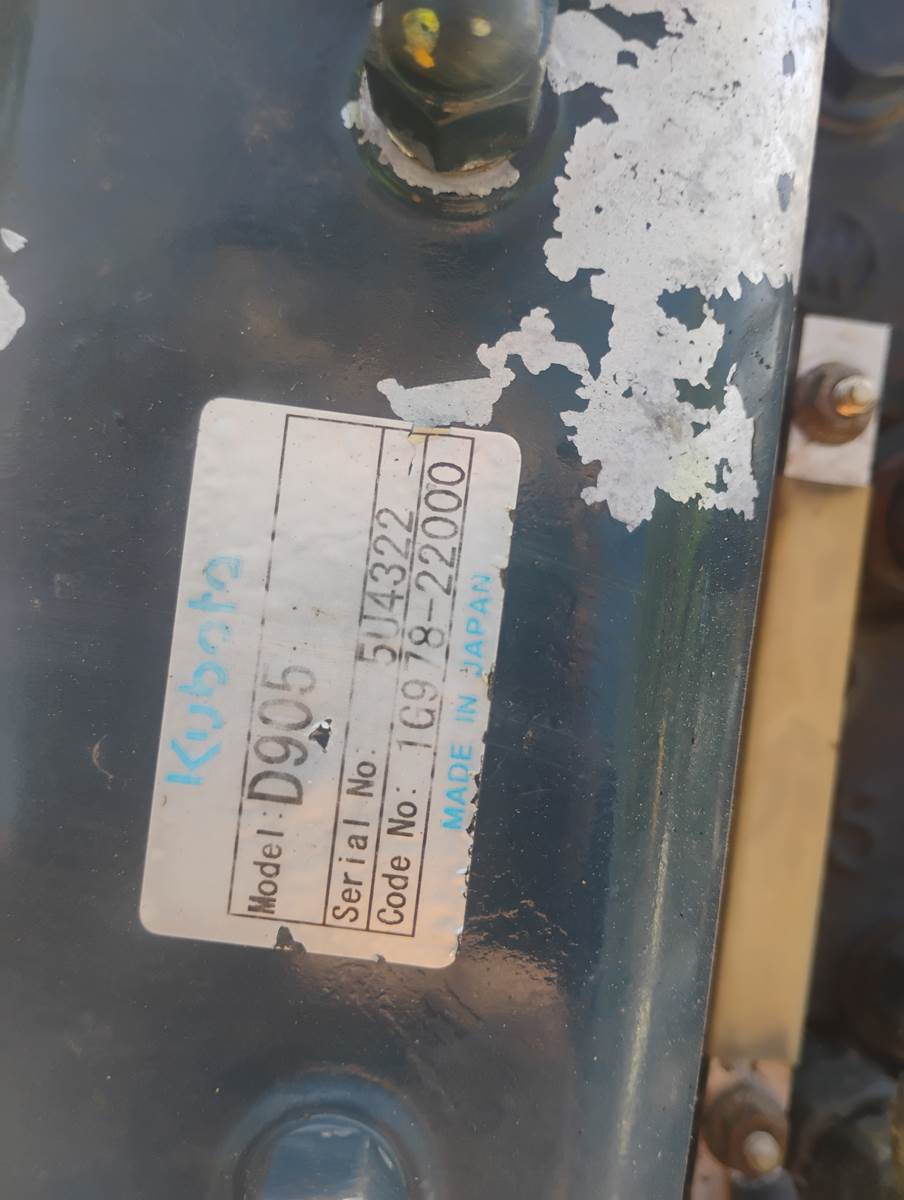 Kubota
Model: D905
Serial No: 5U4322
Code No: 1G978-22000
MADE IN JAPAN